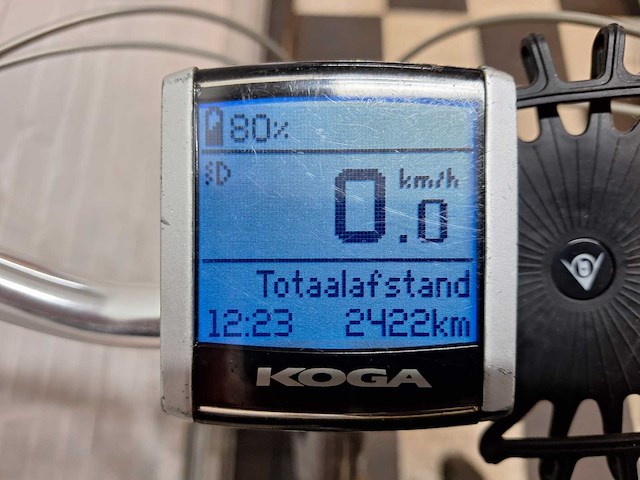 80%
km/h
0.0
Totaalafstand
12:23 2422km
KOGA